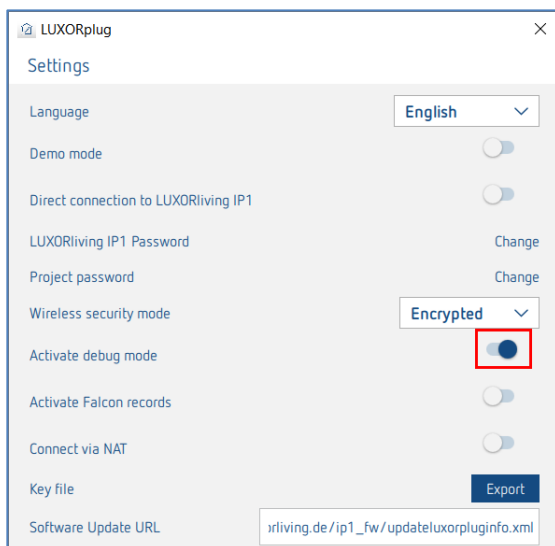 LUXORplug
Settings
Language English
Demo mode
Direct connection to LUXORliving IP1
LUXORliving IP1 Password Change
Project password Change
Wireless security mode Encrypted
Activate debug mode
Activate Falcon records
Connect via NAT
Key file Export
Software Update URL orliving.de/ip1_fw/updateluxorpluginfo.xml